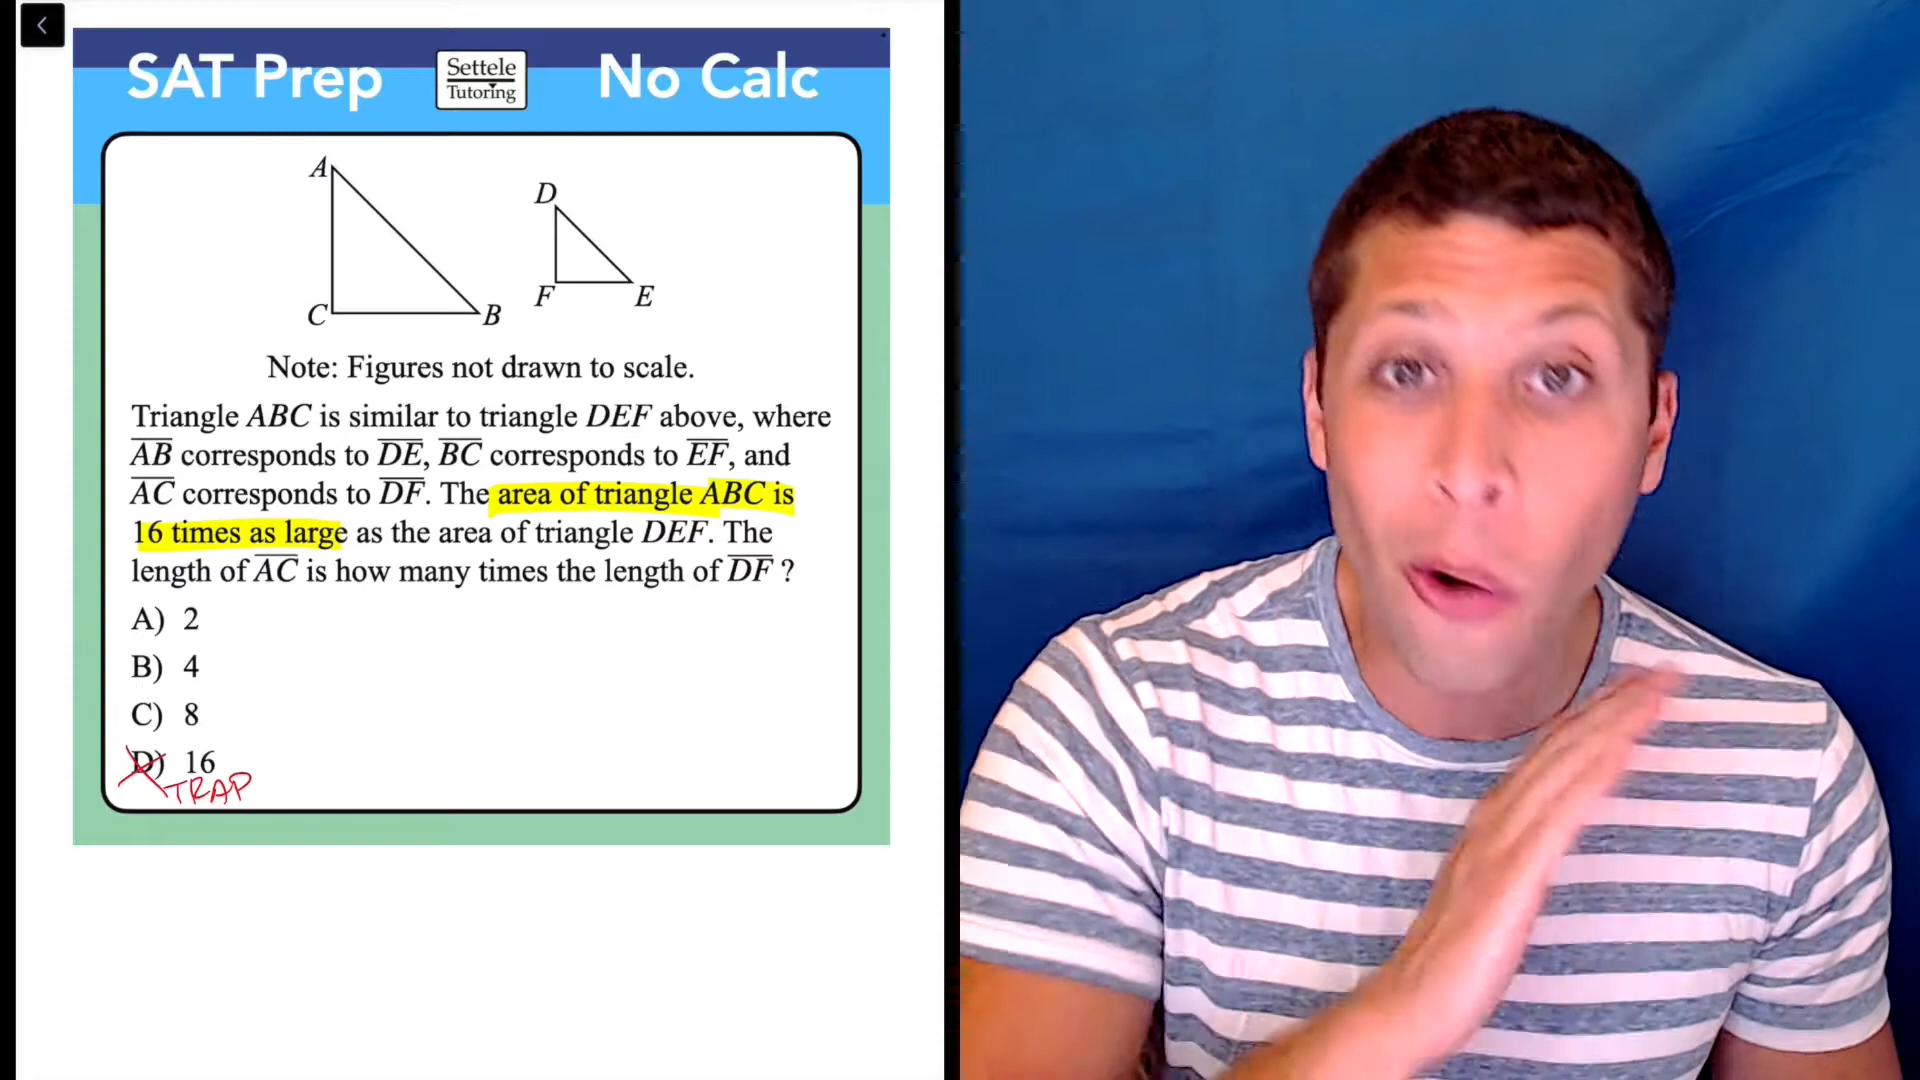 SAT Prep
Settele
Tutoring
No Calc
A
D
C
B
F
E
Note: Figures not drawn to scale.
Triangle ABC is similar to triangle DEF above, where
AB corresponds to DE, BC corresponds to EF, and
AC corresponds to DF. The area of triangle ABC is
16 times as large as the area of triangle DEF. The
length of AC is how many times the length of DF ?
A) 2
B) 4
C) 8
D) 16
TRAP